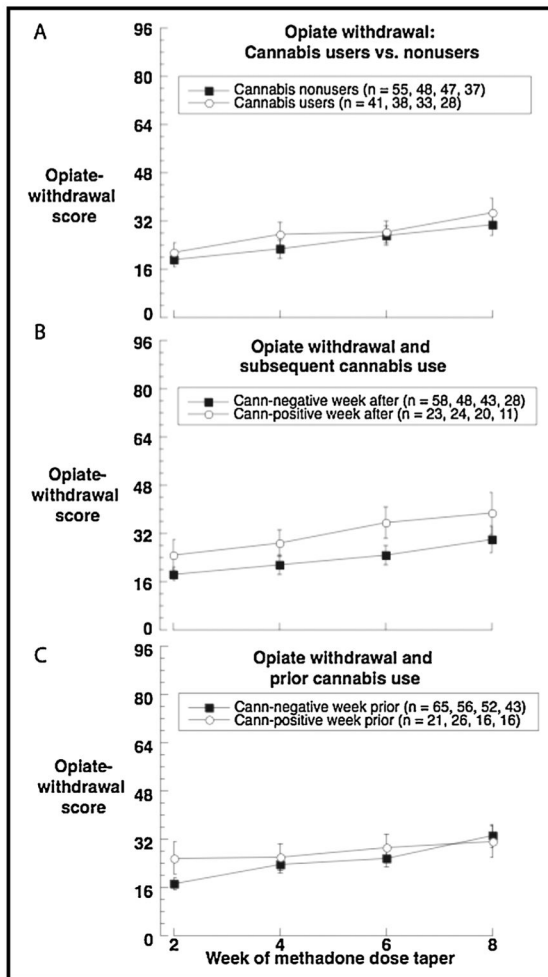 A
Opiate withdrawal:
Cannabis users vs. nonusers
96
80
64
48
32
16
0
Cannabis nonusers (n = 55, 48, 47, 37)
Cannabis users (n = 41, 38, 33, 28)
Opiate-
withdrawal
score
B
Opiate withdrawal and
subsequent cannabis use
96
80
64
48
32
16
0
Cann-negative week after (n = 58, 48, 43, 28)
Cann-positive week after (n = 23, 24, 20, 11)
Opiate-
withdrawal
score
C
Opiate withdrawal and
prior cannabis use
96
80
64
48
32
16
0
Cann-negative week prior (n = 65, 56, 52, 43)
Cann-positive week prior (n = 21, 26, 16, 16)
Opiate-
withdrawal
score
2 4 6 8
Week of methadone dose taper